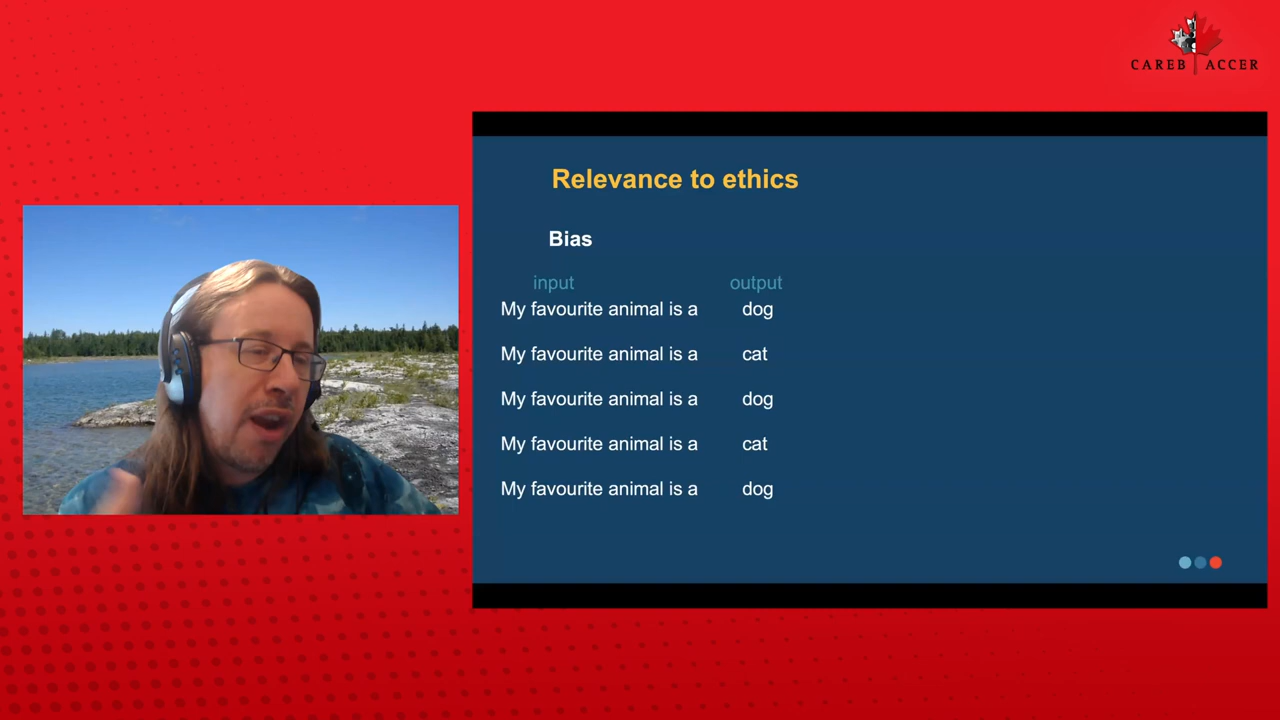 CAREB ACCER
Relevance to ethics
Bias
input output
My favourite animal is a dog
My favourite animal is a cat
My favourite animal is a dog
My favourite animal is a cat
My favourite animal is a dog